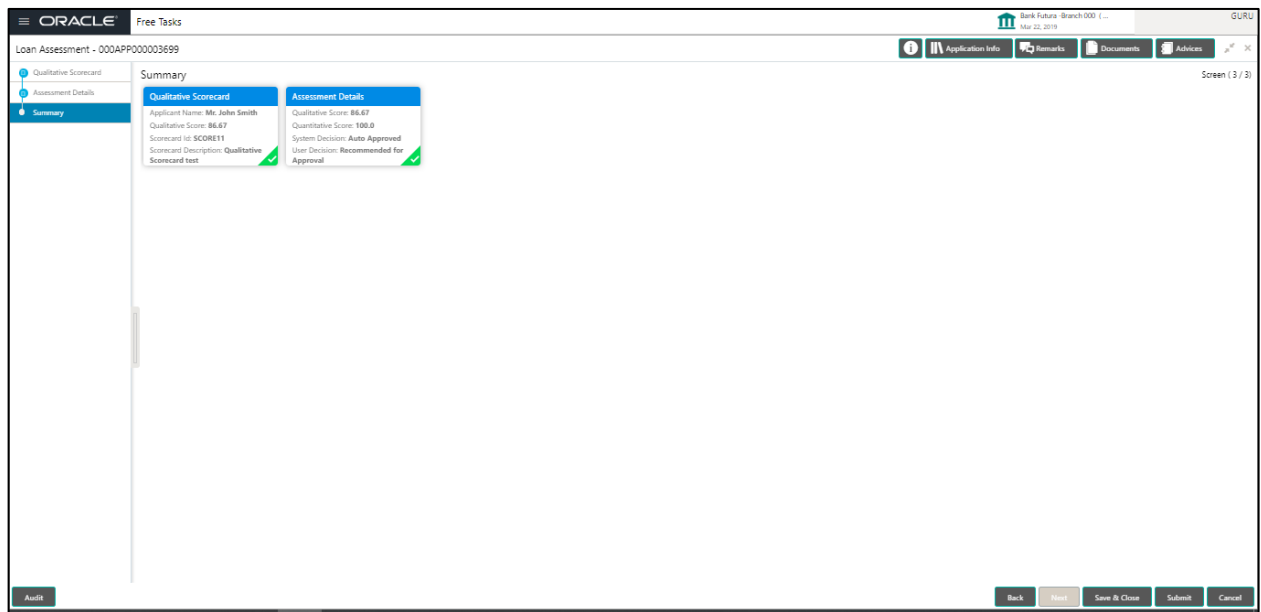 ORACLE
Free Tasks
Bank Futura -Branch 000 (...
Mar 22, 2019
GURU
Loan Assessment - 000APP000003699
Application Info
Remarks
Documents
Advices
Qualitative Scorecard
Assessment Details
Summary
Summary
Screen ( 3 / 3)
Qualitative Scorecard
Applicant Name: Mr. John Smith
Qualitative Score: 86.67
Scorecard Id: SCORE11
Scorecard Description: Qualitative
Scorecard test
Assessment Details
Qualitative Score: 86.67
Quantitative Score: 100.0
System Decision: Auto Approved
User Decision: Recommended for
Approval
Audit
Back
Next
Save & Close
Submit
Cancel